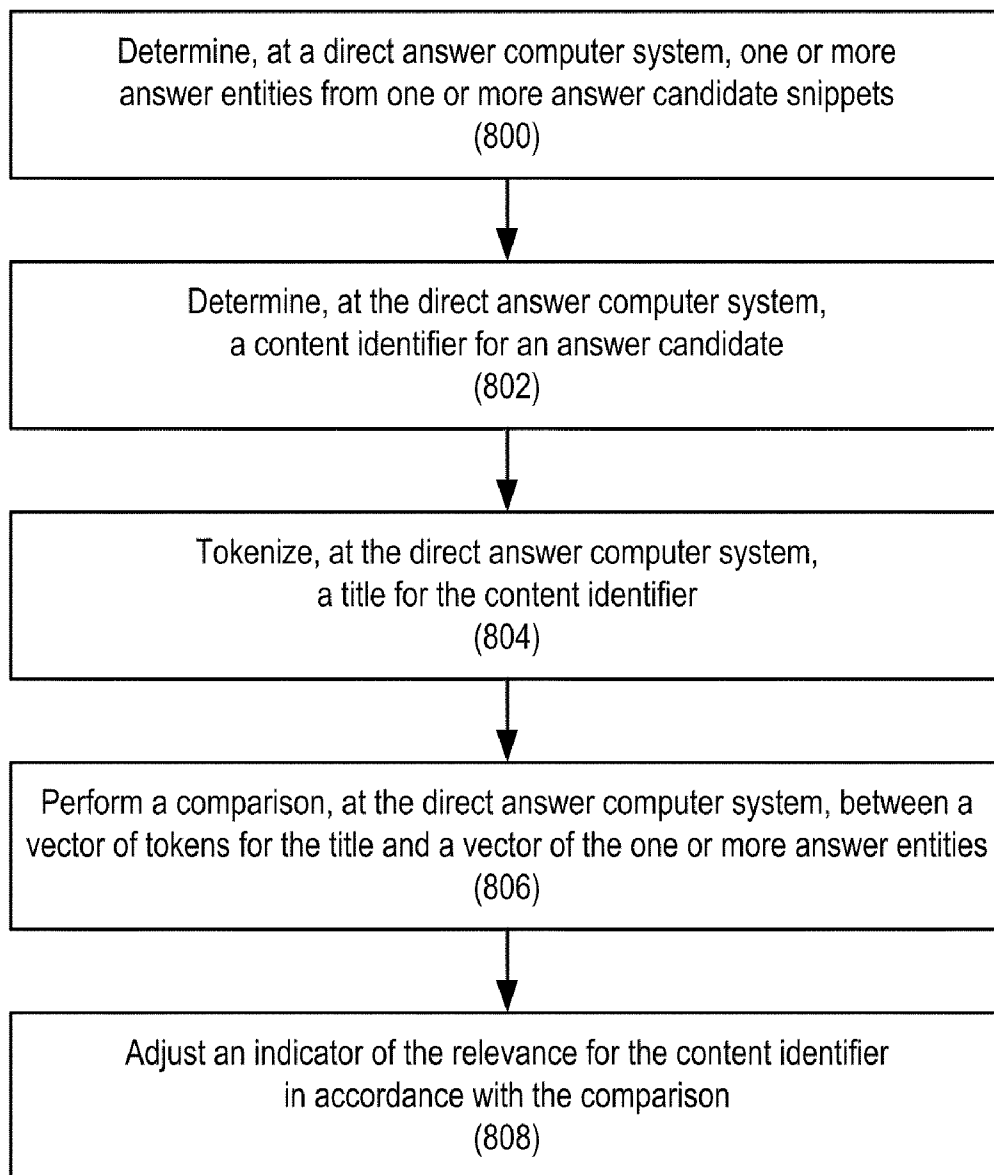 Determine, at a direct answer computer system, one or more
answer entities from one or more answer candidate snippets
(800)
Determine, at the direct answer computer system,
a content identifier for an answer candidate
(802)
Tokenize, at the direct answer computer system,
a title for the content identifier
(804)
Perform a comparison, at the direct answer computer system, between a
vector of tokens for the title and a vector of the one or more answer entities
(806)
Adjust an indicator of the relevance for the content identifier
in accordance with the comparison
(808)